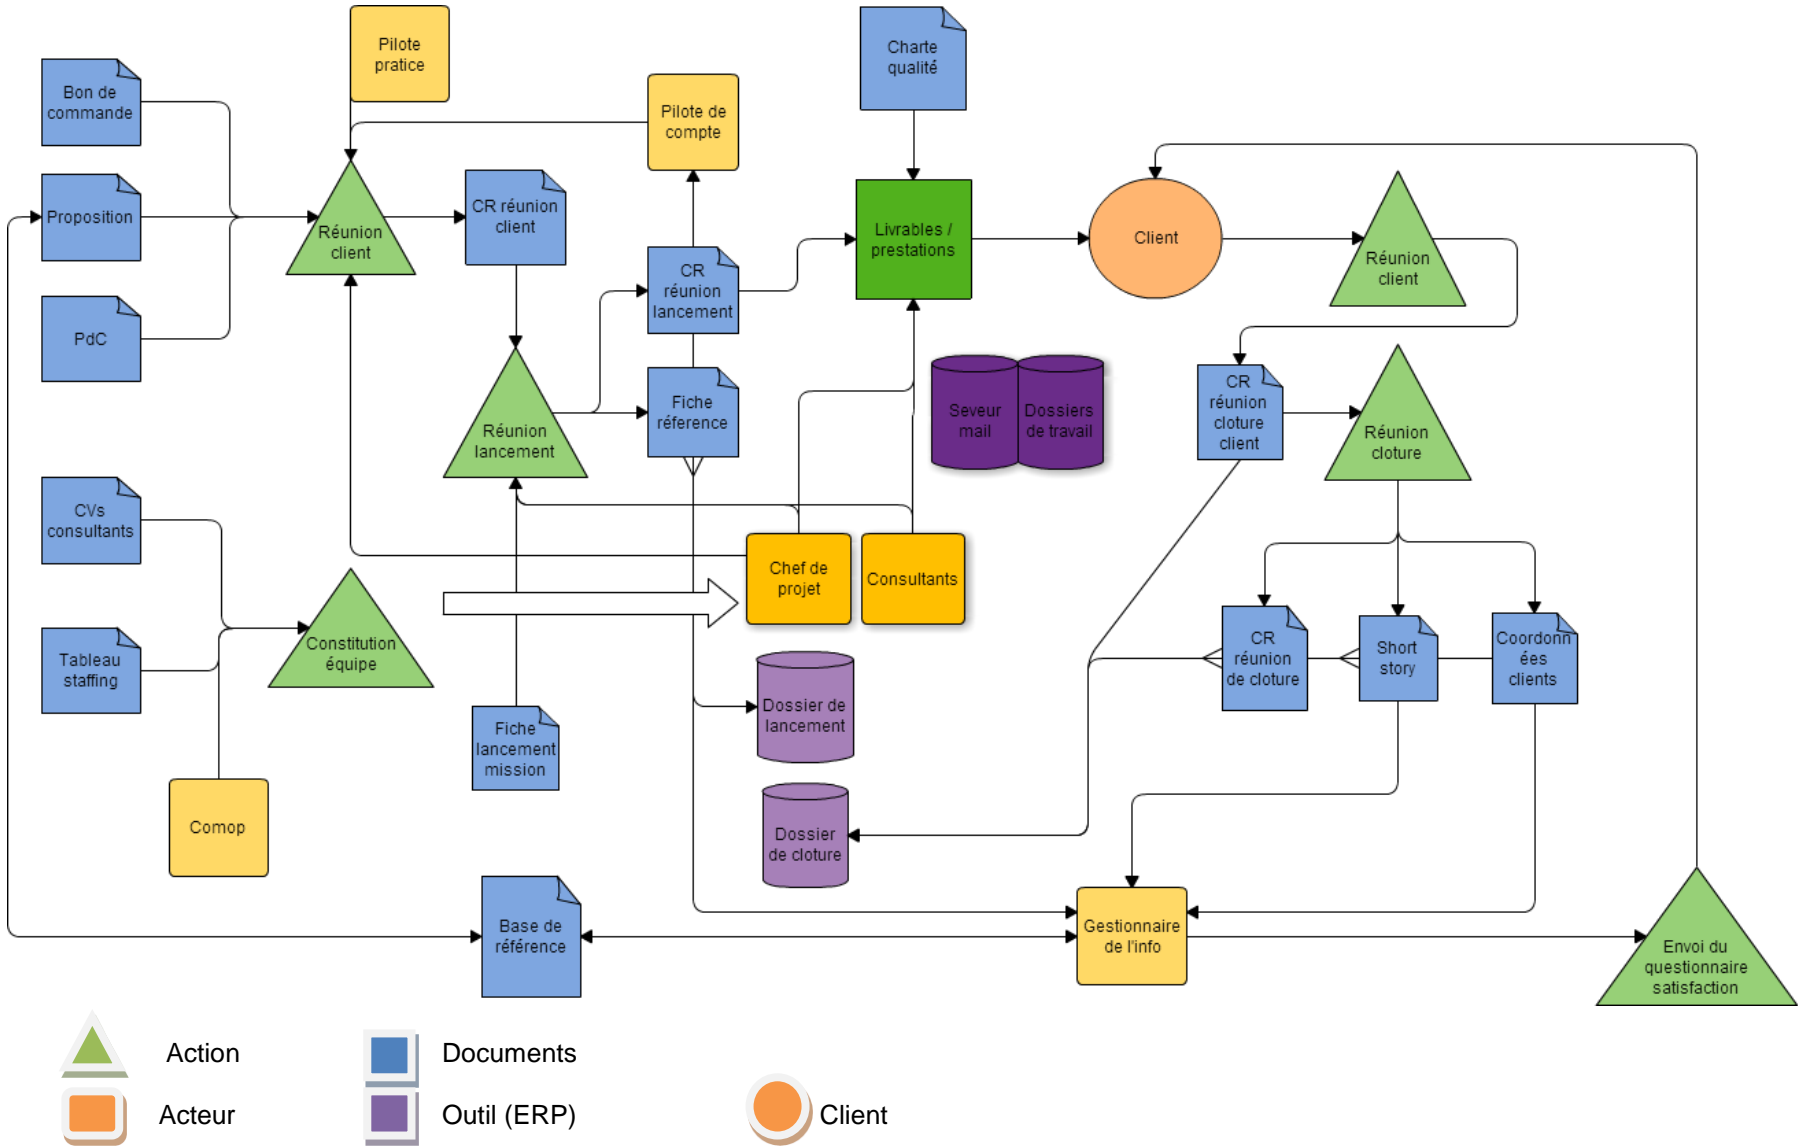 Pilote
pratice
Charte
qualité
Bon de
commande
Pilote de
compte
Proposition
Réunion
client
CR réunion
client
CR
réunion
lancement
Livrables /
prestations
Client
Réunion
client
PdC
Fiche
réference
Réunion
lancement
Seveur
mail
Dossiers
de travail
CR
réunion
cloture
client
Réunion
cloture
CVs
consultants
Chef de
projet
Consultants
Constitution
équipe
Tableau
staffing
CR
réunion
de cloture
Short
story
Coordonn
ées
clients
Fiche
lancement
mission
Dossier de
lancement
Comop
Dossier
de cloture
Base de
référence
Gestionnaire
de l'info
Envoi du
questionnaire
satisfaction
Action
Documents
Acteur
Outil (ERP)
Client